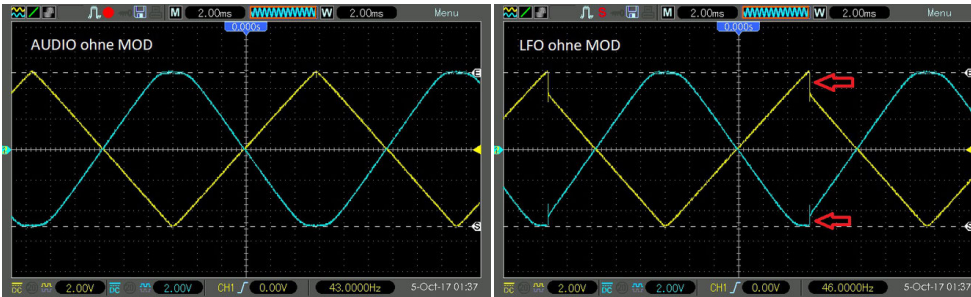 M 2.00ms W 2.00ms Menu
0.000s
AUDIO ohne MOD
2.00V 2.00V CH1 0.00V 43.0000Hz 5-Oct-17 01:37
M 2.00ms W 2.00ms Menu
0.000s
LFO ohne MOD
2.00V 2.00V CH1 0.00V 46.0000Hz 5-Oct-17 01:37